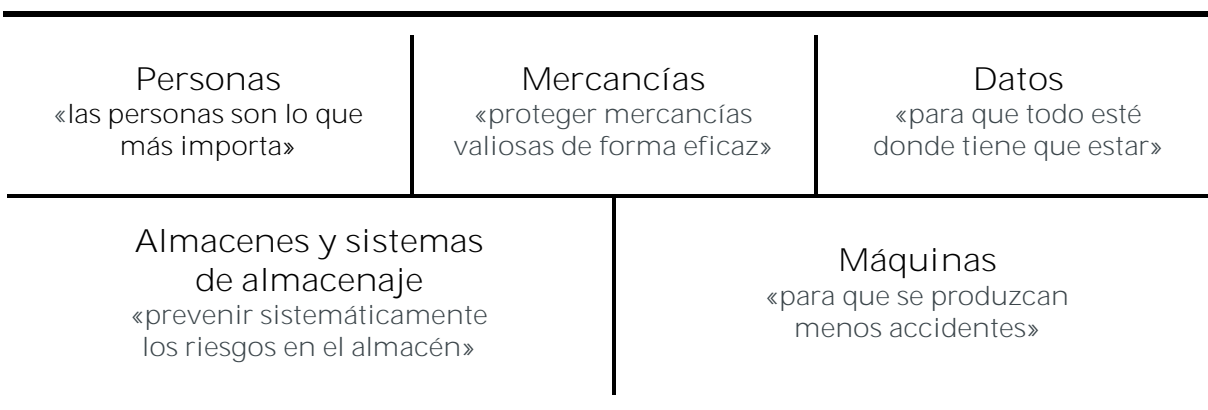 Personas
«las personas son lo que
más importa»
Mercancías
«proteger mercancías
valiosas de forma eficaz»
Datos
«para que todo esté
donde tiene que estar»
Almacenes y sistemas
de almacenaje
«prevenir sistemáticamente
los riesgos en el almacén»
Máquinas
«para que se produzcan
menos accidentes»